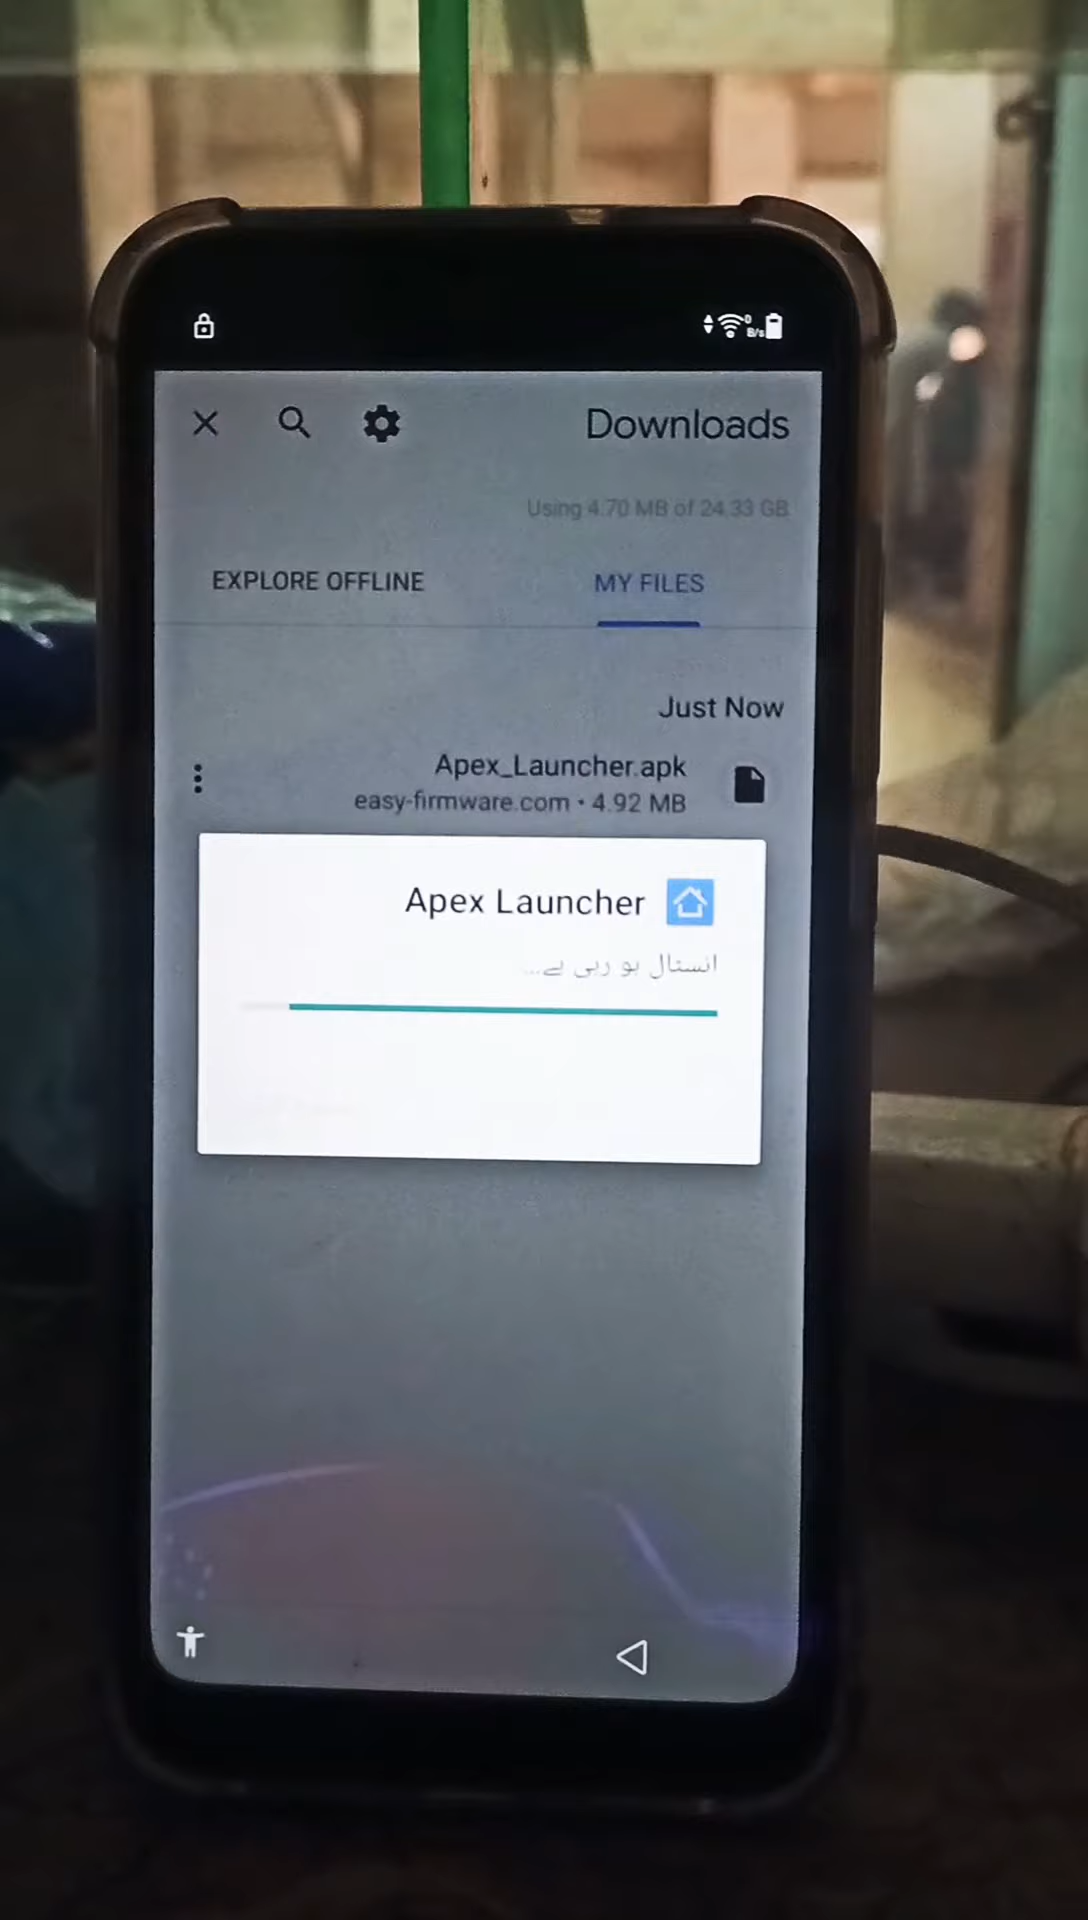 Downloads
Using 4.70 MB of 24.33 GB
EXPLORE OFFLINE
MY FILES
Just Now
Apex_Launcher.apk
easy-firmware.com • 4.92 MB
Apex Launcher
انسٹال ہو رہی ہے...